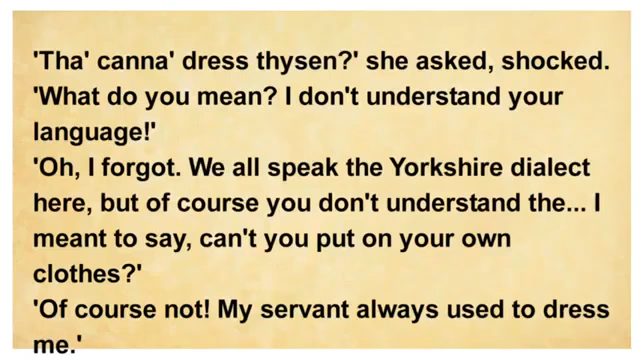 'Tha' canna' dress thysen?' she asked, shocked.
'What do you mean? I don't understand your
language!'
'Oh, I forgot. We all speak the Yorkshire dialect
here, but of course you don't understand the... I
meant to say, can't you put on your own
clothes?'
'Of course not! My servant always used to dress
me.'